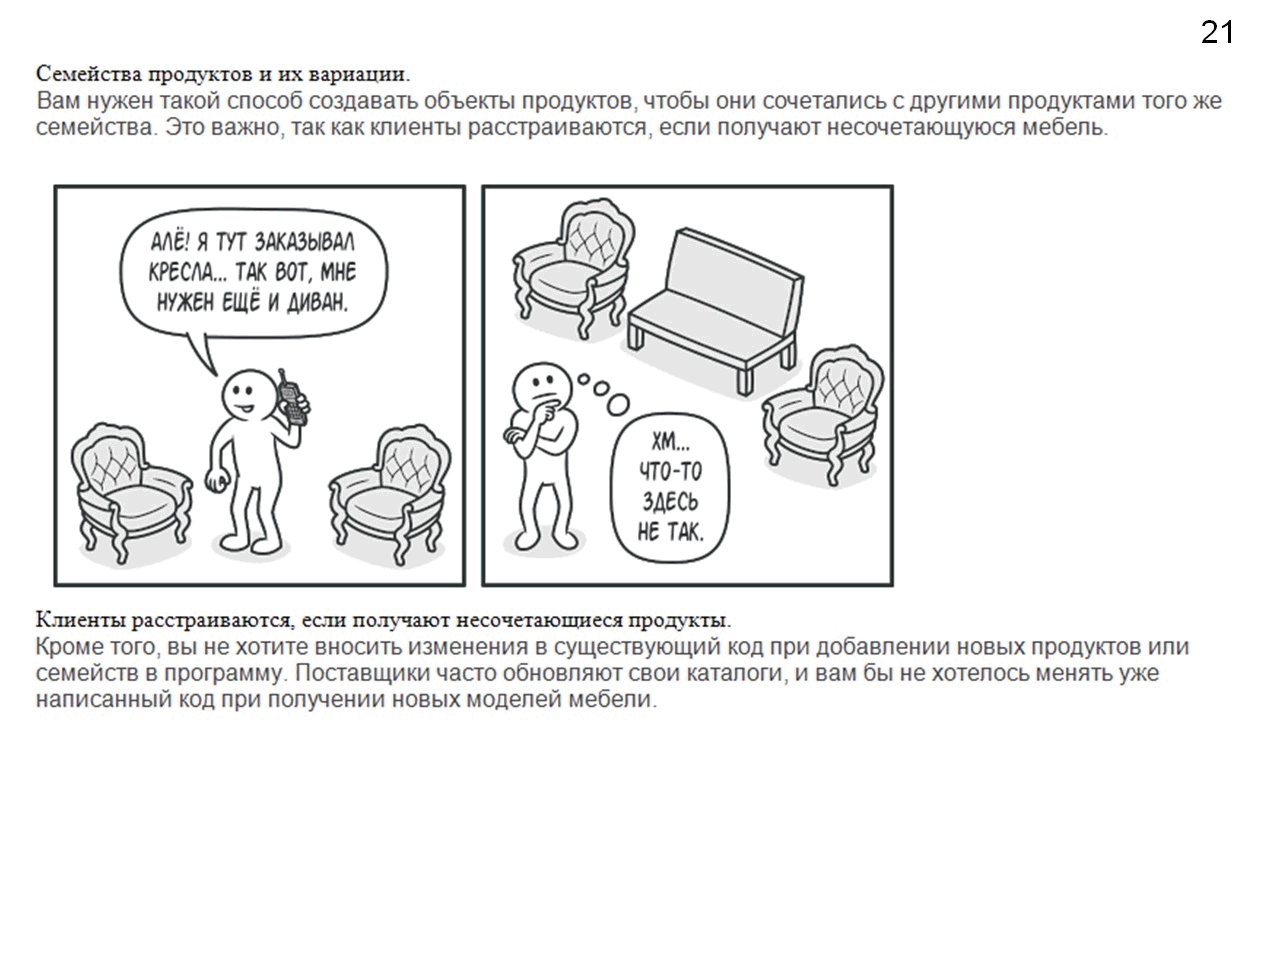 21
Семейства продуктов и их вариации.
Вам нужен такой способ создавать объекты продуктов, чтобы они сочетались с другими продуктами того же
семейства. Это важно, так как клиенты расстраиваются, если получают несочетающуюся мебель.
АЛЁ! Я ТУТ ЗАКАЗЫВАЛ
КРЕСЛА... ТАК ВОТ, МНЕ
НУЖЕН ЕЩЁ И ДИВАН.
ХМ...
ЧТО-ТО
ЗДЕСЬ
НЕ ТАК.
Клиенты расстраиваются, если получают несочетающиеся продукты.
Кроме того, вы не хотите вносить изменения в существующий код при добавлении новых продуктов или
семейств в программу. Поставщики часто обновляют свои каталоги, и вам бы не хотелось менять уже
написанный код при получении новых моделей мебели.